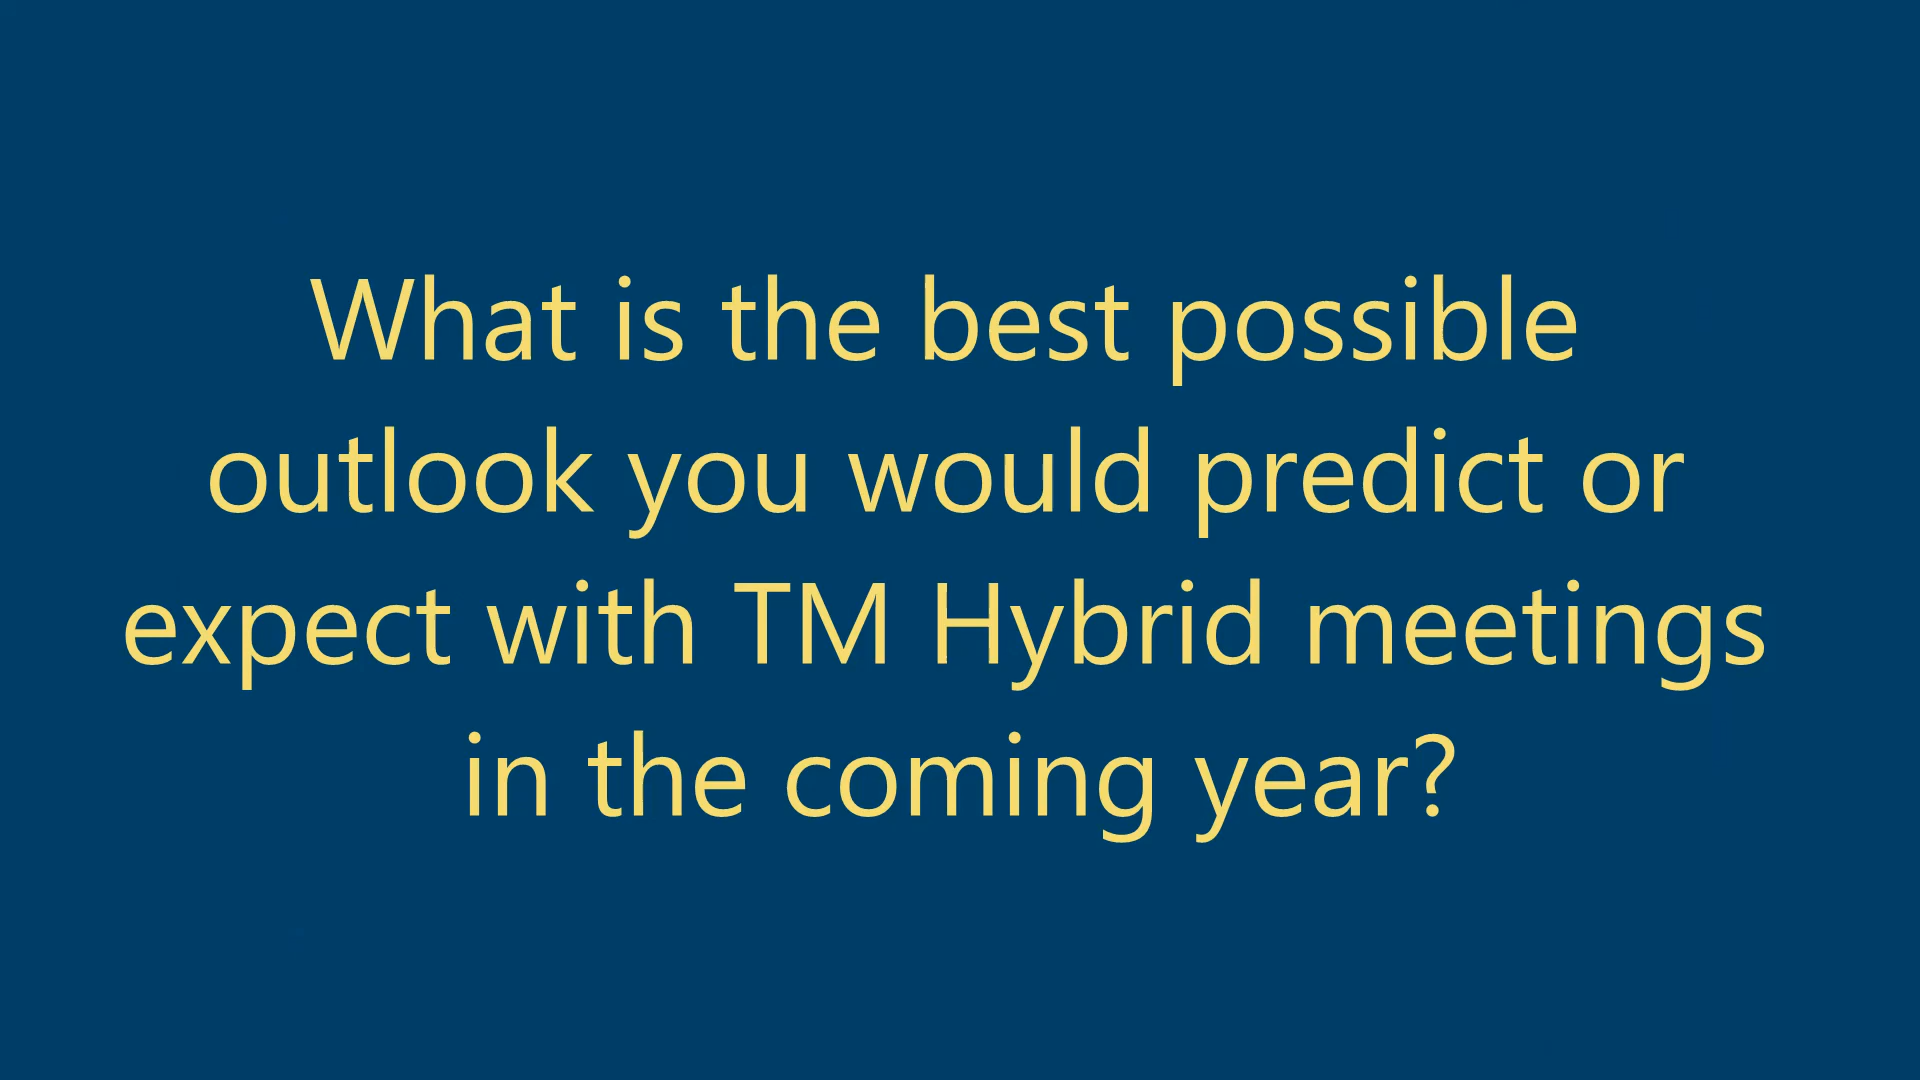 What is the best possible
outlook you would predict or
expect with TM Hybrid meetings
in the coming year?